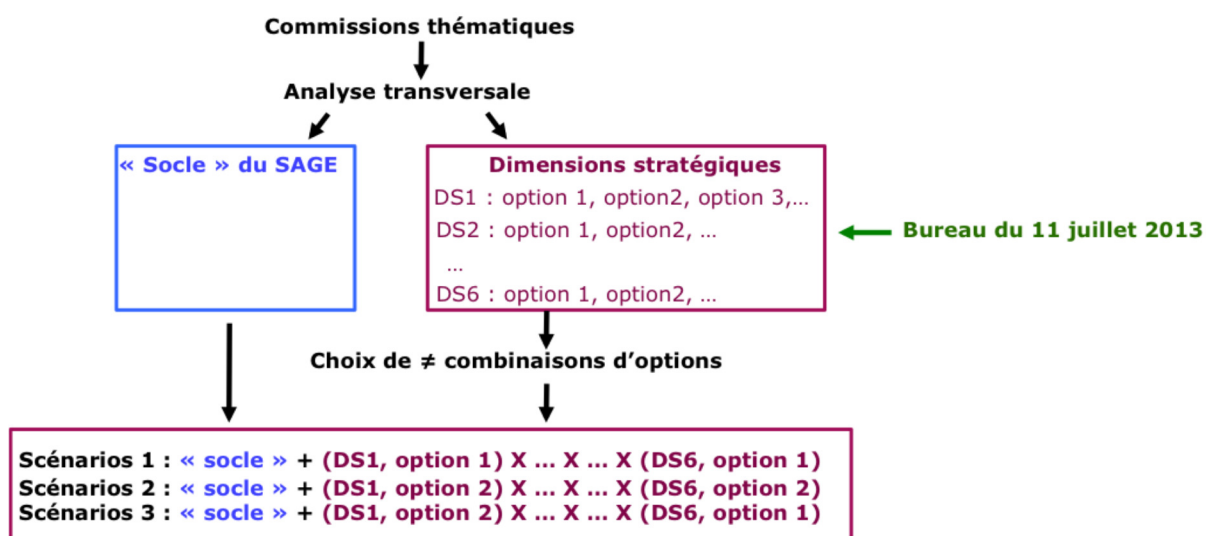 Commissions thématiques
Analyse transversale
« Socle » du SAGE
Dimensions stratégiques
DS1 : option 1, option2, option 3,...
DS2 : option 1, option2, ...
...
DS6 : option 1, option2, ...
Bureau du 11 juillet 2013
Choix de ≠ combinaisons d’options
Scénarios 1 : « socle » + (DS1, option 1) X ... X ... X (DS6, option 1)
Scénarios 2 : « socle » + (DS1, option 2) X ... X ... X (DS6, option 2)
Scénarios 3 : « socle » + (DS1, option 2) X ... X ... X (DS6, option 1)